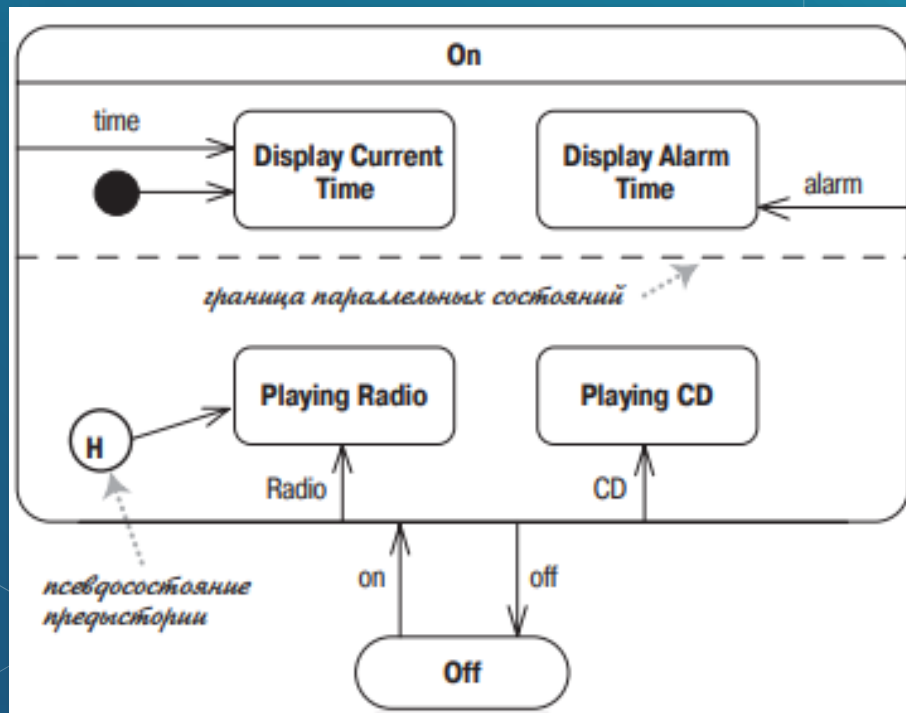 On
time
Display Current
Time
Display Alarm
Time
alarm
граница параллельных состояний
Playing Radio
Playing CD
H
Radio
CD
псевдосостояние
предыстории
on
off
Off